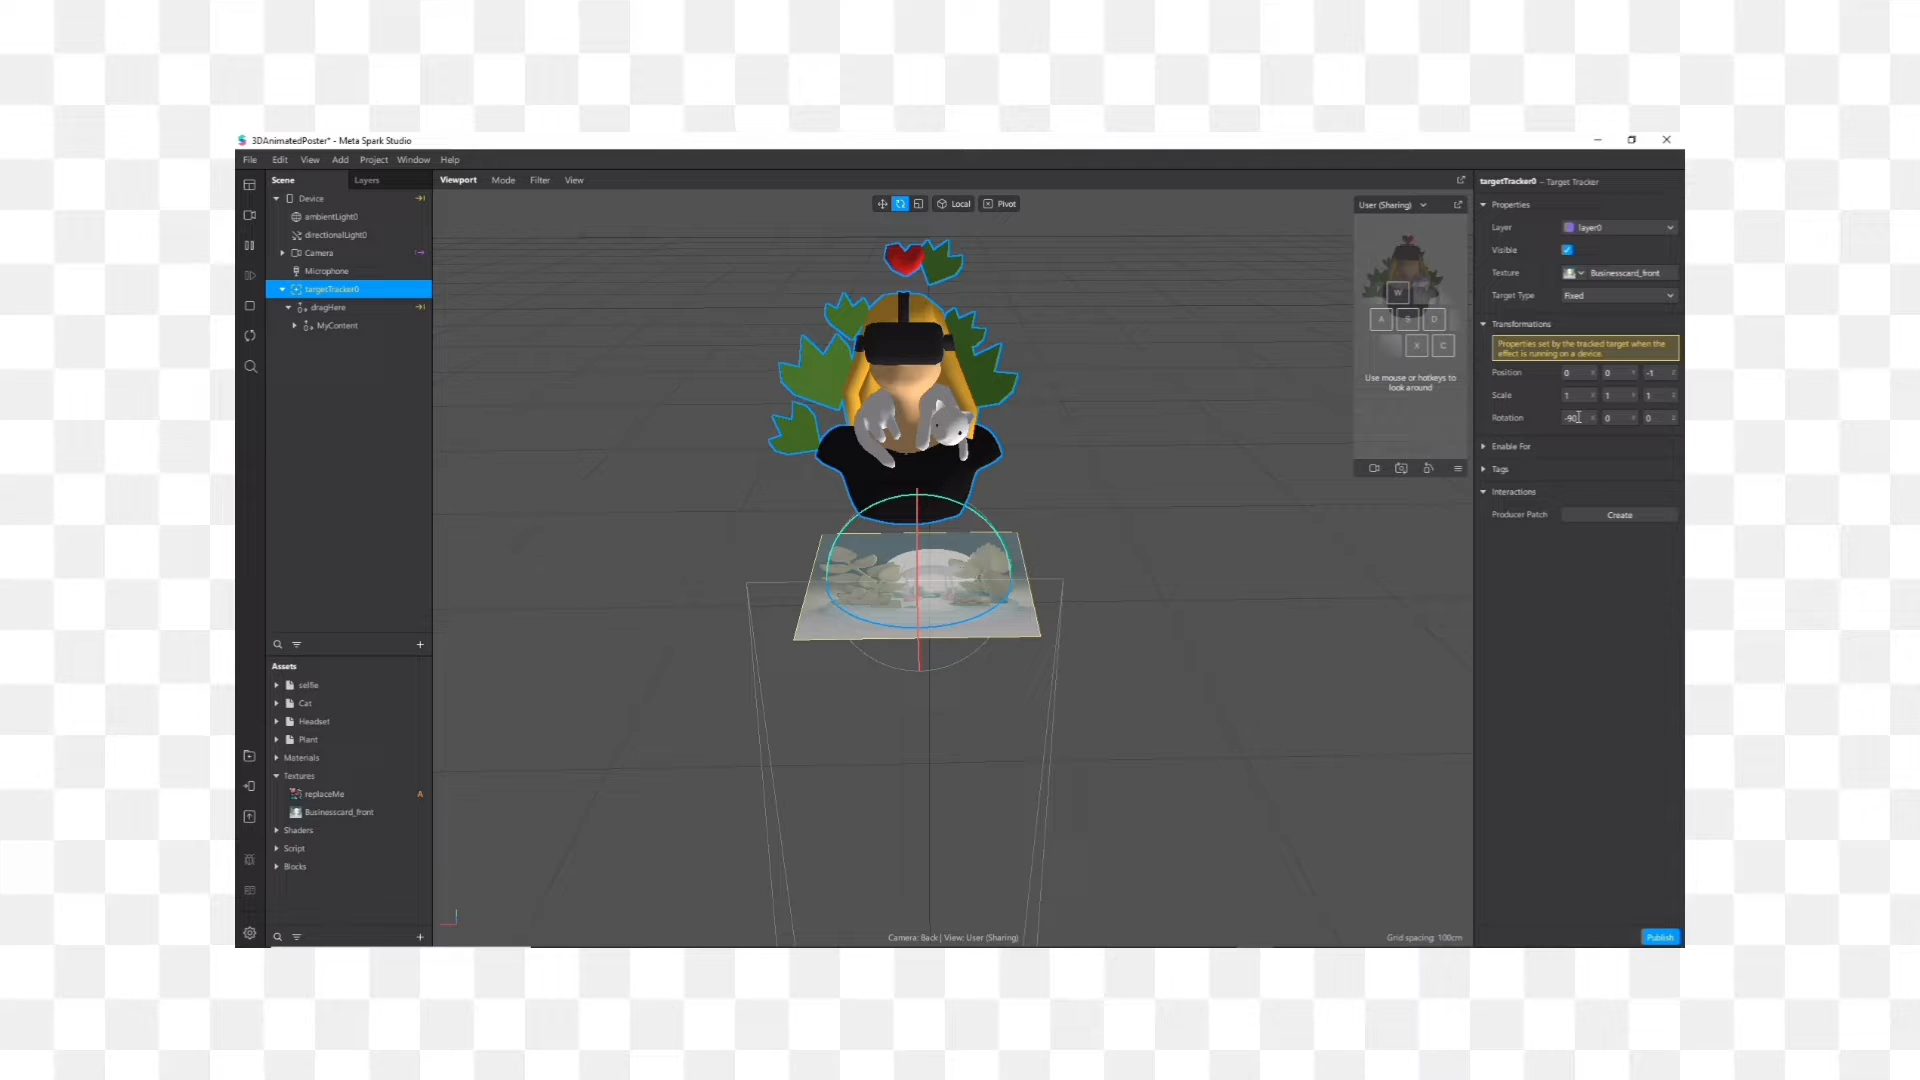 3DAnimatedPoster* - Meta Spark Studio
File Edit View Add Project Window Help
Scene Layers
Device
ambientLight0
directionalLight0
Camera
Microphone
targetTracker0
dragHere
MyContent
Assets
selfie
Cat
Headset
Plant
Materials
Textures
replaceMe A
Businesscard_front
Shaders
Script
Blocks
Viewport Mode Filter View
Local Pivot
User (Sharing)
W
A S D
X C
Use mouse or hotkeys to
look around
Camera: Back | View: User (Sharing)
Grid spacing: 100cm
targetTracker0 – Target Tracker
Properties
Layer layer0
Visible
Texture Businesscard_front
Target Type Fixed
Transformations
Properties set by the tracked target when the
effect is running on a device.
Position 0 X 0 Y -1 Z
Scale 1 X 1 Y 1 Z
Rotation -90 X 0 Y 0 Z
Enable For
Tags
Interactions
Producer Patch Create
Publish